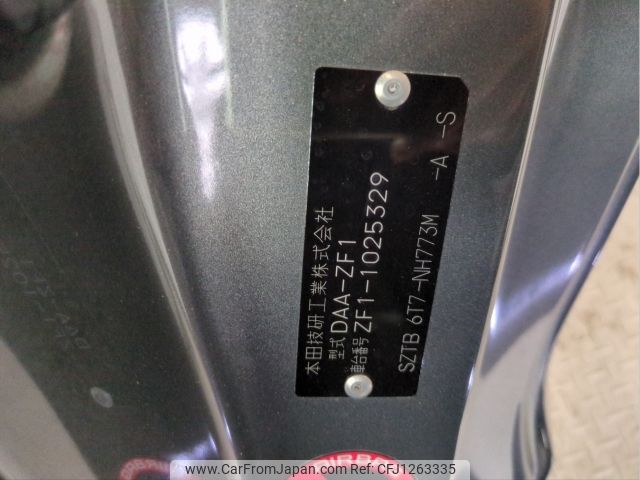 本田技研工業株式会社
型式 DAA-ZF1
車台番号 ZF1-1025329
SZTB 6T7-NH773M -A -S
www.carfromjapan.com - CFJ1263335